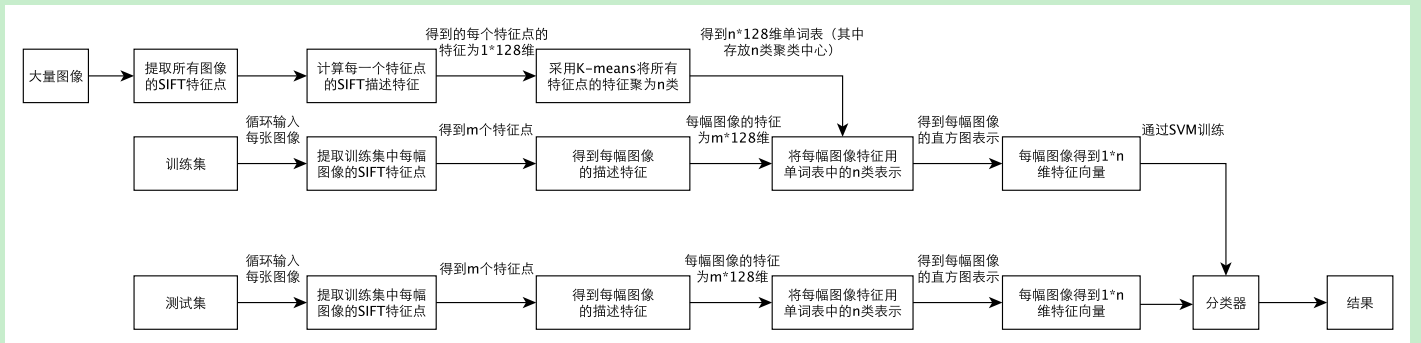 得到的每个特征点的
特征为1*128维
得到n*128维单词表（其中
存放n类聚类中心）
大量图像
提取所有图像
的SIFT特征点
计算每一个特征点
的SIFT描述特征
采用K-means将所有
特征点的特征聚为n类
循环输入
每张图像
得到m个特征点
每幅图像的特征
为m*128维
得到每幅图像
的直方图表示
通过SVM训练
训练集
提取训练集中每幅
图像的SIFT特征点
得到每幅图像
的描述特征
将每幅图像特征用
单词表中的n类表示
每幅图像得到1*n
维特征向量
循环输入
每张图像
得到m个特征点
每幅图像的特征
为m*128维
得到每幅图像
的直方图表示
测试集
提取训练集中每幅
图像的SIFT特征点
得到每幅图像
的描述特征
将每幅图像特征用
单词表中的n类表示
每幅图像得到1*n
维特征向量
分类器
结果